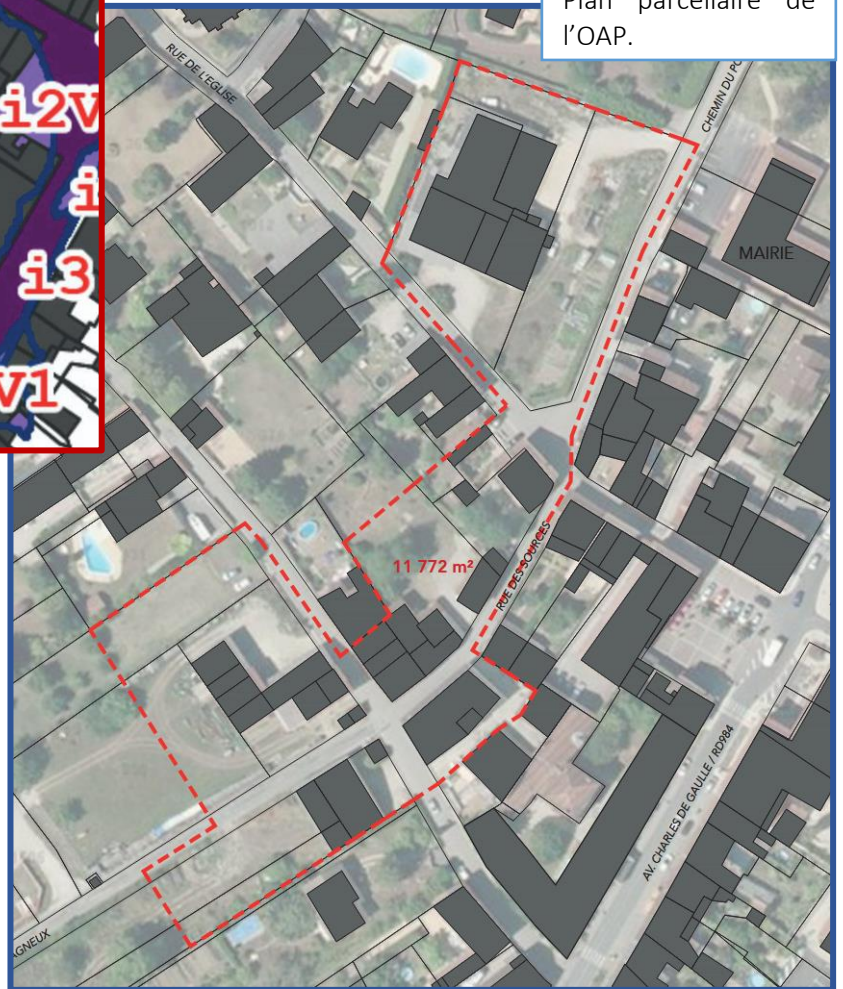 Plan parcellaire de
l'OAP.
i2V
i3
V1
RUE DE L'EGLISE
CHEMIN DU
MAIRIE
11 772 m²
RUE DES SOURCES
AV. CHARLES DE GAULLE / RD984
AGNEUX